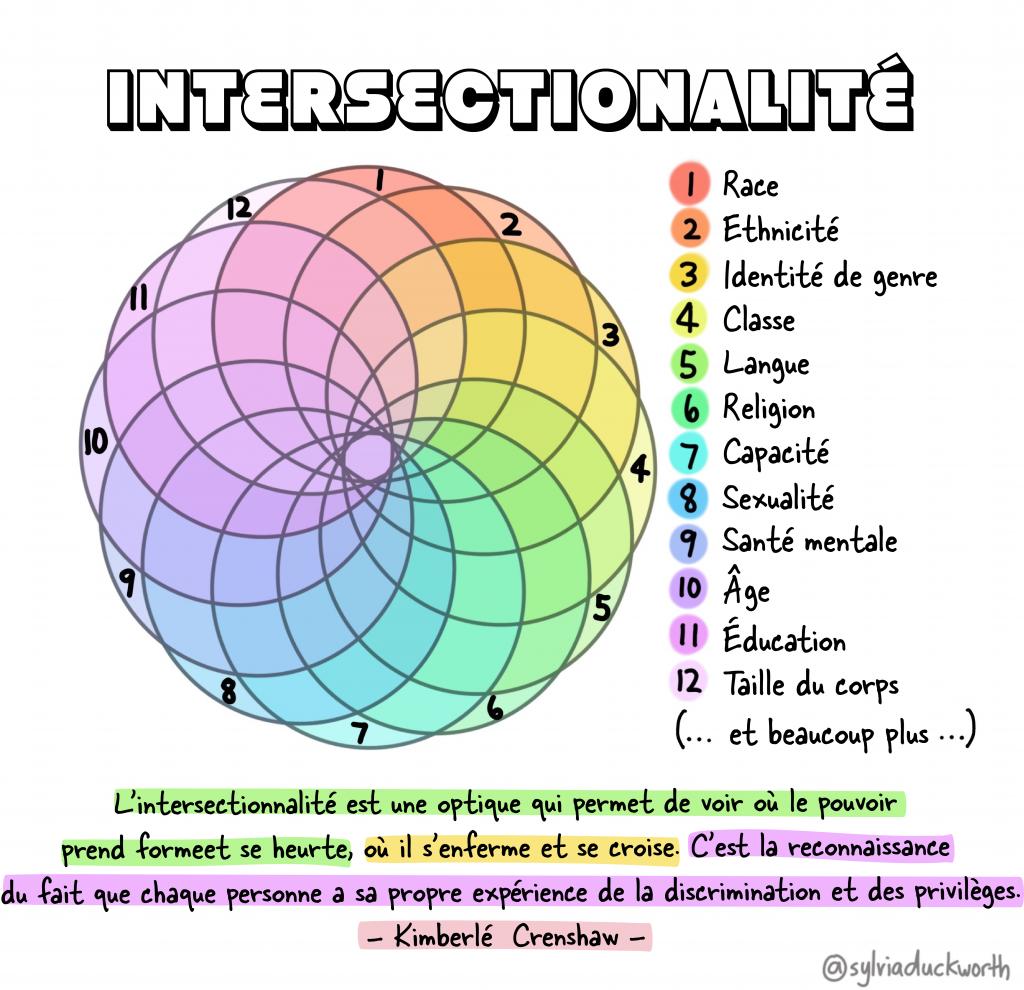 INTERSECTIONALITÉ
1
2
3
4
5
6
7
8
9
10
11
12
1 Race
2 Ethnicité
3 Identité de genre
4 Classe
5 Langue
6 Religion
7 Capacité
8 Sexualité
9 Santé mentale
10 Âge
11 Éducation
12 Taille du corps
(... et beaucoup plus ...)
L'intersectionnalité est une optique qui permet de voir où le pouvoir
prend formeet se heurte, où il s'enferme et se croise. C'est la reconnaissance
du fait que chaque personne a sa propre expérience de la discrimination et des privilèges.
– Kimberlé Crenshaw –
@sylviaduckworth